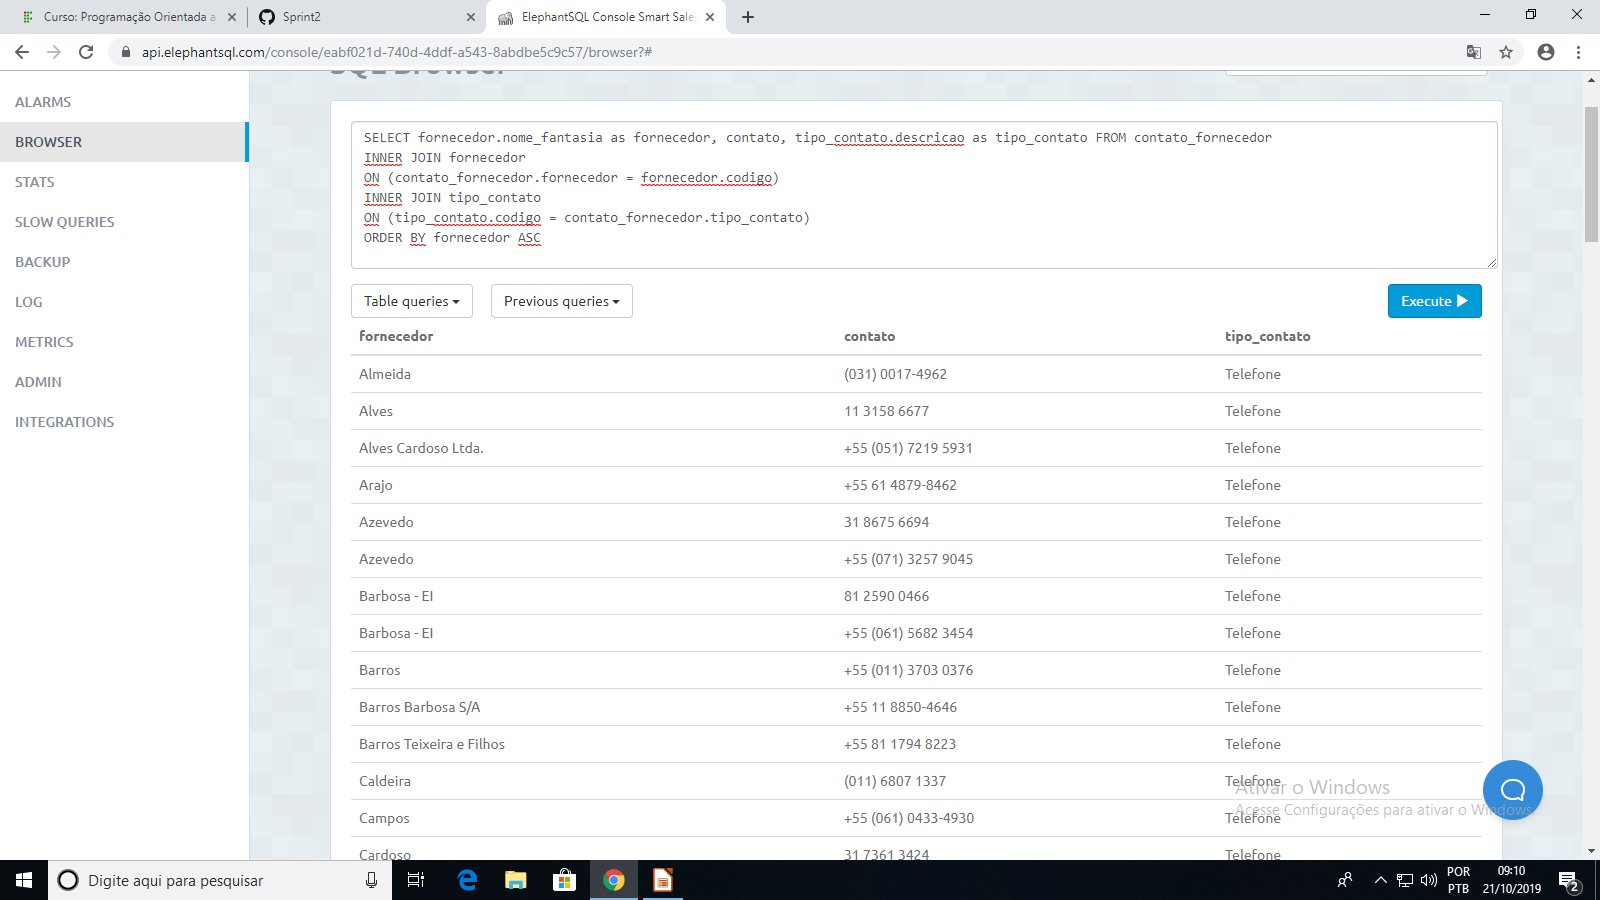 Curso: Programação Orientada a
Sprint2
ElephantSQL Console Smart Sale
api.elephantsql.com/console/eabf021d-740d-4ddf-a543-8abdbe5c9c57/browser?#
SQL Browser
ALARMS
BROWSER
STATS
SLOW QUERIES
BACKUP
LOG
METRICS
ADMIN
INTEGRATIONS
SELECT fornecedor.nome_fantasia as fornecedor, contato, tipo_contato.descricao as tipo_contato FROM contato_fornecedor
INNER JOIN fornecedor
ON (contato_fornecedor.fornecedor = fornecedor.codigo)
INNER JOIN tipo_contato
ON (tipo_contato.codigo = contato_fornecedor.tipo_contato)
ORDER BY fornecedor ASC
Table queries Previous queries Execute
fornecedor contato tipo_contato
Almeida (031) 0017-4962 Telefone
Alves 11 3158 6677 Telefone
Alves Cardoso Ltda. +55 (051) 7219 5931 Telefone
Arajo +55 61 4879-8462 Telefone
Azevedo 31 8675 6694 Telefone
Azevedo +55 (071) 3257 9045 Telefone
Barbosa - EI 81 2590 0466 Telefone
Barbosa - EI +55 (061) 5682 3454 Telefone
Barros +55 (011) 3703 0376 Telefone
Barros Barbosa S/A +55 11 8850-4646 Telefone
Barros Teixeira e Filhos +55 81 1794 8223 Telefone
Caldeira (011) 6807 1337 Telefone
Campos +55 (061) 0433-4930 Telefone
Cardoso 31 7361 3424
Ativar o Windows
Acesse Configurações para ativar o Windows.
Digite aqui para pesquisar
POR
PTB
09:10
21/10/2019
2